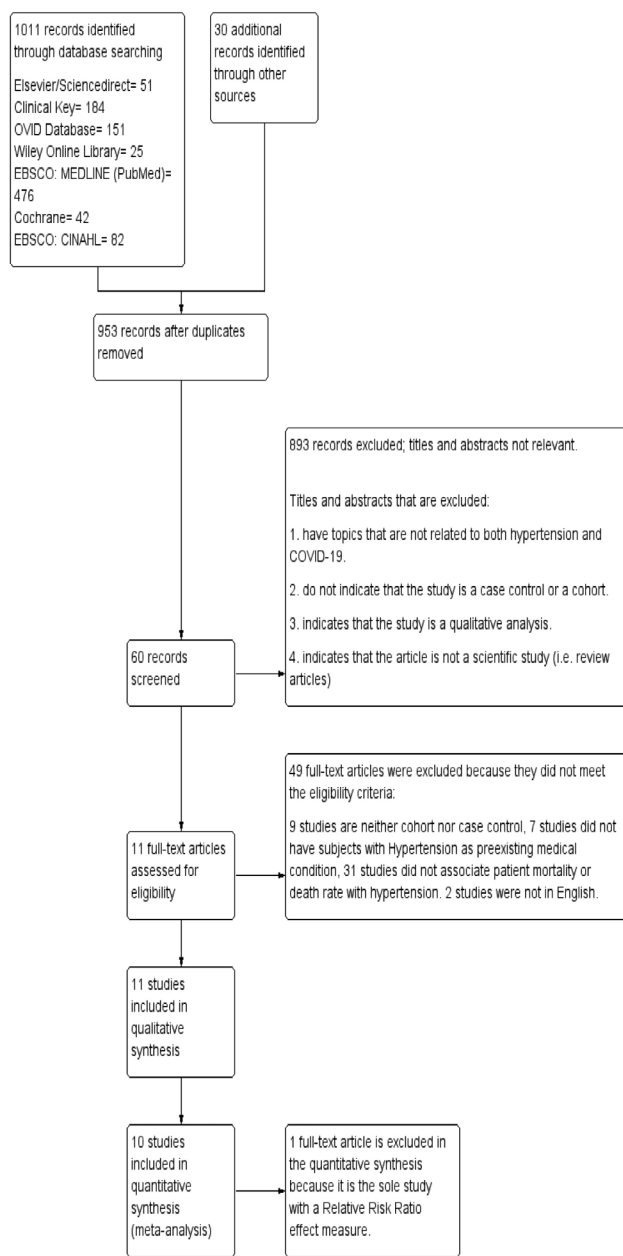 1011 records identified
through database searching
Elsevier/Sciencedirect= 51
Clinical Key= 184
OVID Database= 151
Wiley Online Library= 25
EBSCO: MEDLINE (PubMed)=
476
Cochrane= 42
EBSCO: CINAHL= 82
30 additional
records identified
through other
sources
953 records after duplicates
removed
893 records excluded; titles and abstracts not relevant.
Titles and abstracts that are excluded:
1. have topics that are not related to both hypertension and
COVID-19.
2. do not indicate that the study is a case control or a cohort.
3. indicates that the study is a qualitative analysis.
4. indicates that the article is not a scientific study (i.e. review
articles)
60 records
screened
49 full-text articles were excluded because they did not meet
the eligibility criteria:
9 studies are neither cohort nor case control, 7 studies did not
have subjects with Hypertension as preexisting medical
condition, 31 studies did not associate patient mortality or
death rate with hypertension. 2 studies were not in English.
11 full-text articles
assessed for
eligibility
11 studies
included in
qualitative
synthesis
10 studies
included in
quantitative
synthesis
(meta-analysis)
1 full-text article is excluded in
the quantitative synthesis
because it is the sole study
with a Relative Risk Ratio
effect measure.